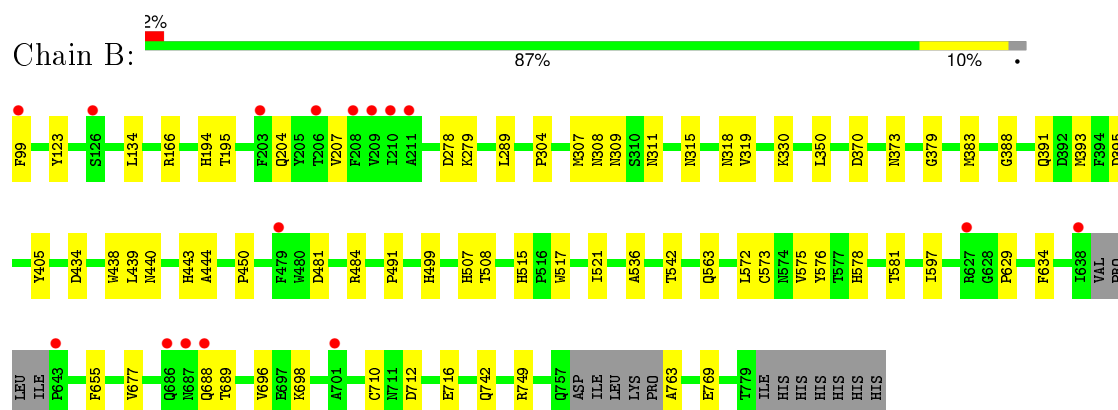 2%
Chain B:
87% 10% •
F99 Y123 S126 L134 R166 H194 T195 F203 Q204 Y205 T206 V207 F208 V209 I210 A211 D278 K279 L289 P304 M307 N308 N309 S310 N311 N315 N318 V319 K330 L350 D370 N373 G379 M383 G388 Q391 D392 M393 F394
Y405 D434 W438 L439 N440 H443 A444 P450 F479 W480 D481 R484 P491 H499 H507 T508 H515 P516 W517 I521 A536 T542 Q563 L572 C573 N574 V575 Y576 T577 H578 T581 I597 R627 G628 P629 F634 I638 VAL
LEU ILE P643 F655 V677 Q686 N687 Q688 T689 V696 E697 K698 A701 C710 N711 D712 E716 Q742 R749 Q757 ASP ILE LEU LYS PRO A763 E769 T779 ILE HIS HIS HIS HIS HIS HIS